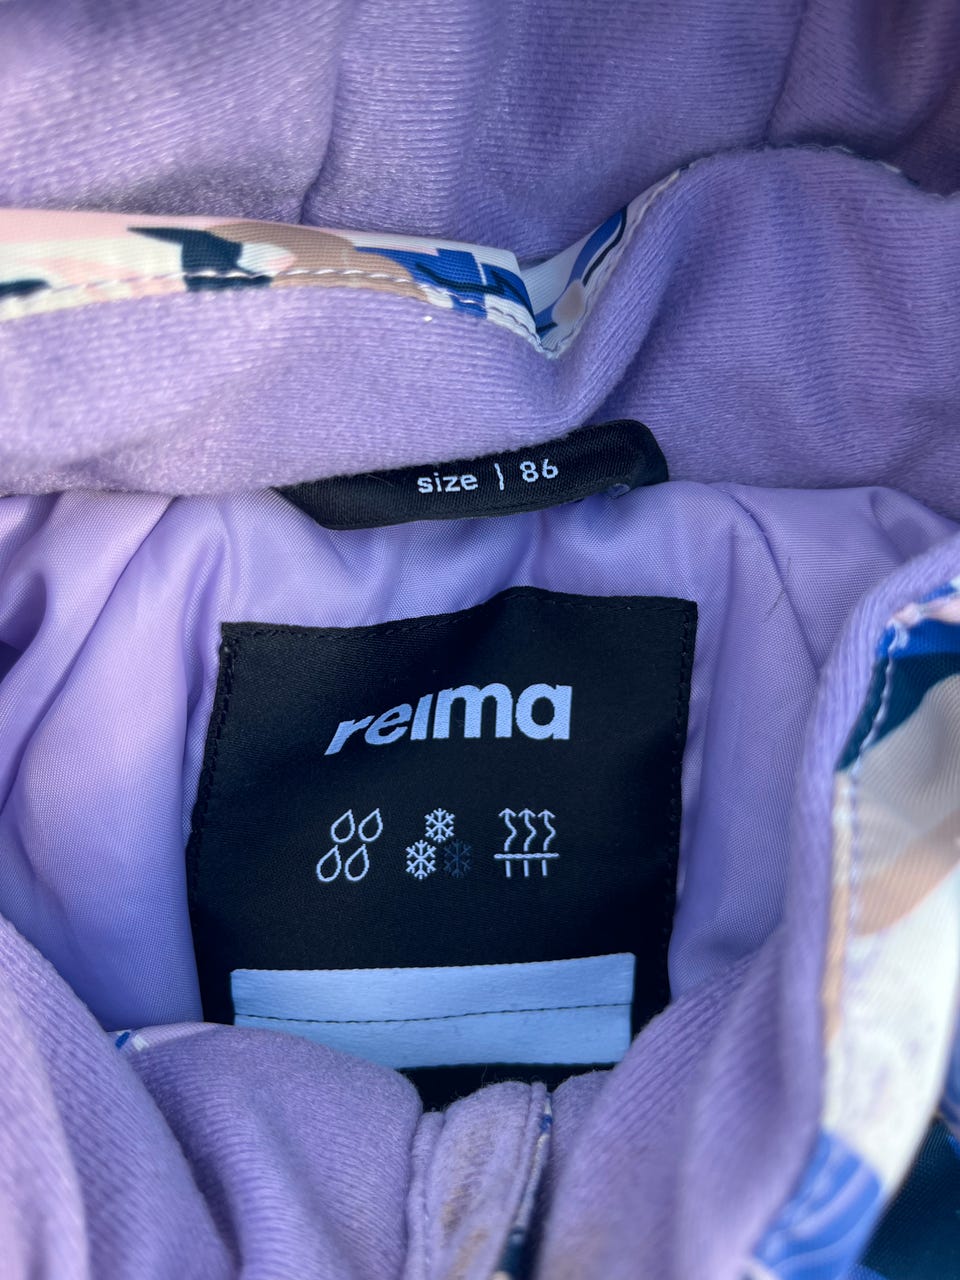 size | 86
reima